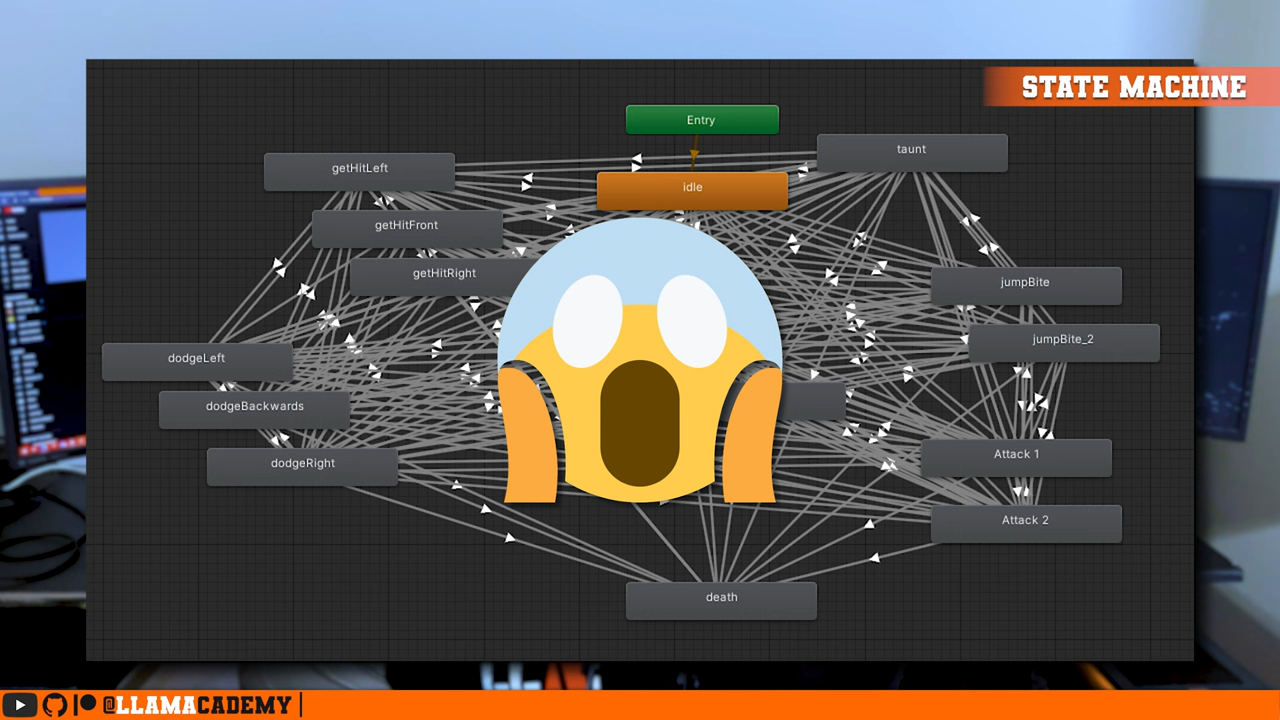 STATE MACHINE
Entry
taunt
getHitLeft
idle
getHitFront
getHitRight
jumpBite
jumpBite_2
dodgeLeft
dodgeBackwards
dodgeRight
Attack 1
Attack 2
death
@LLAMACADEMY